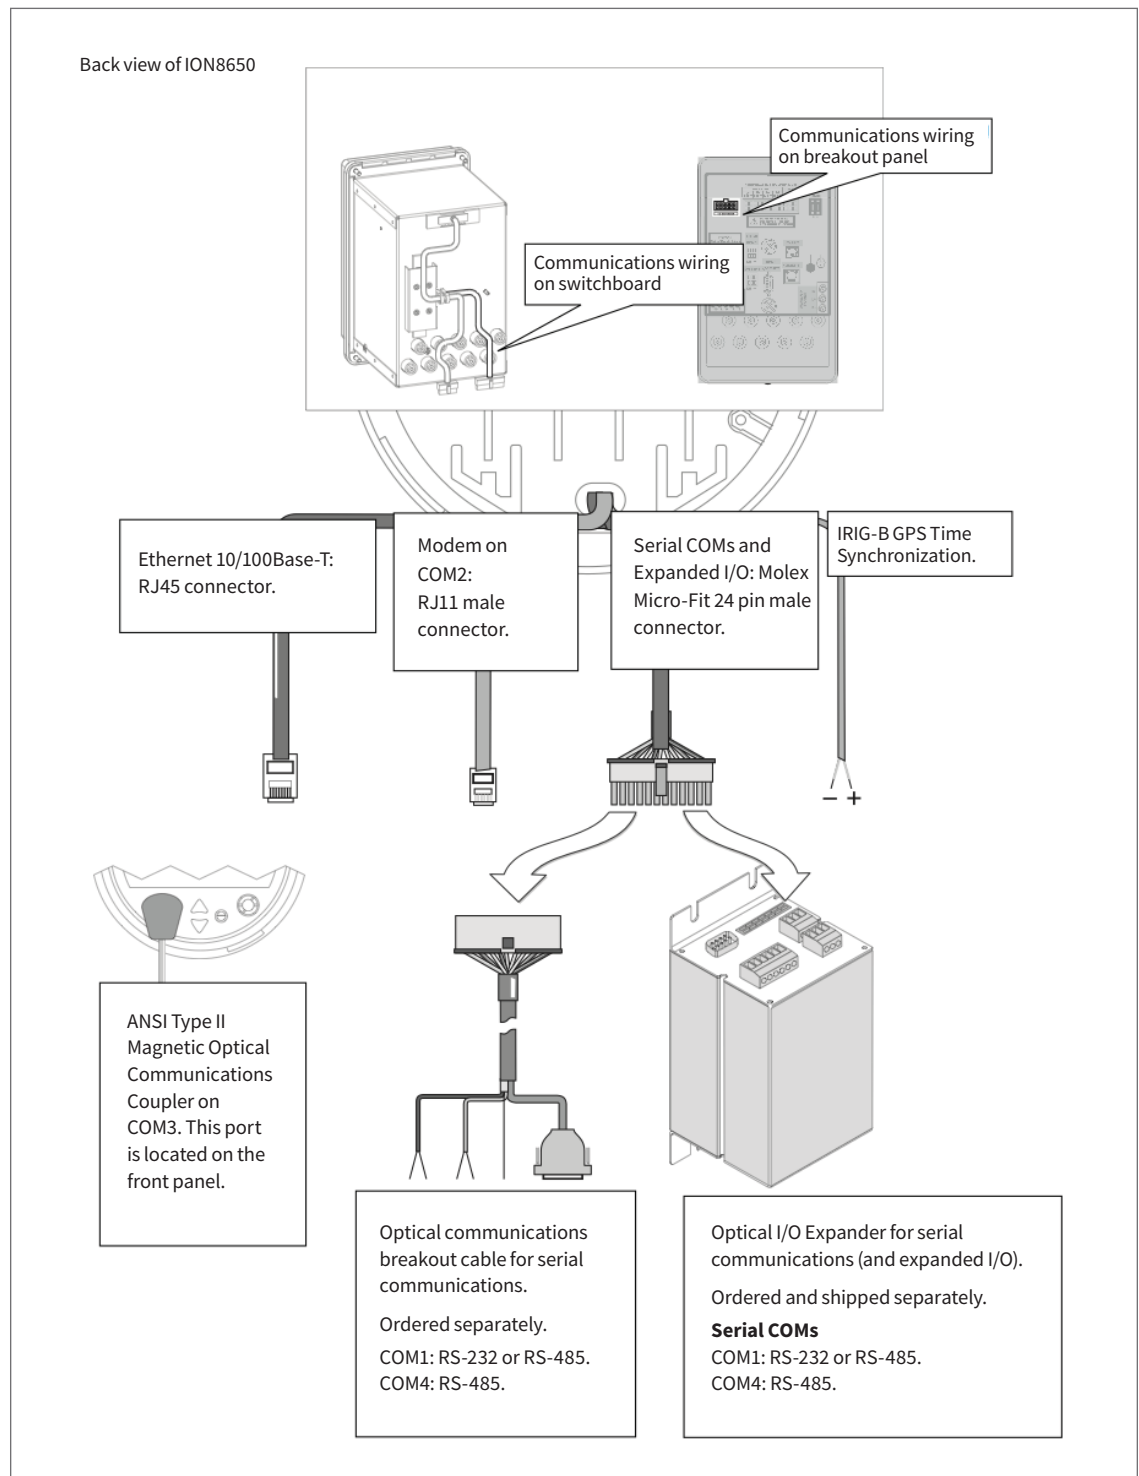 Back view of ION8650
Communications wiring
on breakout panel
Communications wiring
on switchboard
Ethernet 10/100Base-T:
RJ45 connector.
Modem on
COM2:
RJ11 male
connector.
Serial COMs and
Expanded I/O: Molex
Micro-Fit 24 pin male
connector.
IRIG-B GPS Time
Synchronization.
– +
ANSI Type II
Magnetic Optical
Communications
Coupler on
COM3. This port
is located on the
front panel.
Optical communications
breakout cable for serial
communications.
Ordered separately.
COM1: RS-232 or RS-485.
COM4: RS-485.
Optical I/O Expander for serial
communications (and expanded I/O).
Ordered and shipped separately.
Serial COMs
COM1: RS-232 or RS-485.
COM4: RS-485.